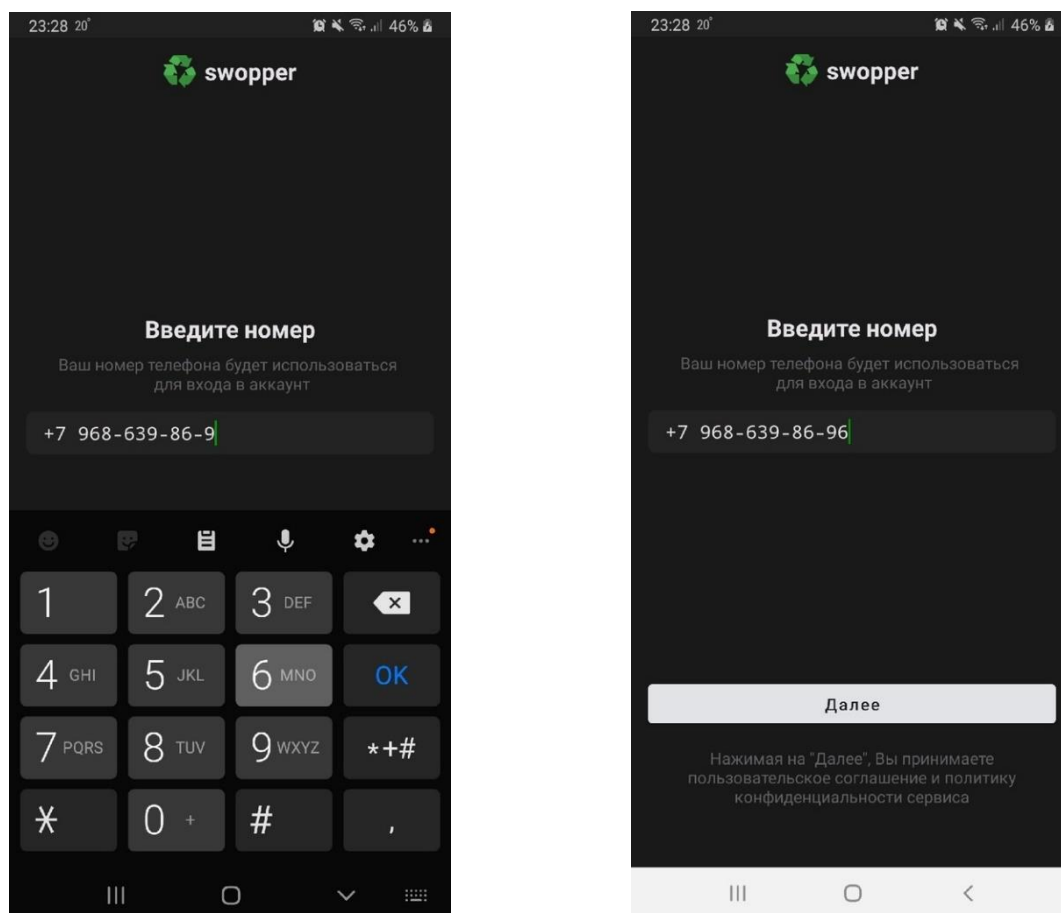 23:28 20°
46%
swopper
Введите номер
Ваш номер телефона будет использоваться
для входа в аккаунт
+7 968-639-86-9
1
2 ABC
3 DEF
4 GHI
5 JKL
6 MNO
OK
7 PQRS
8 TUV
9 WXYZ
*+#
*
0 +
#
,
23:28 20°
46%
swopper
Введите номер
Ваш номер телефона будет использоваться
для входа в аккаунт
+7 968-639-86-96
Далее
Нажимая на "Далее", Вы принимаете
пользовательское соглашение и политику
конфиденциальности сервиса